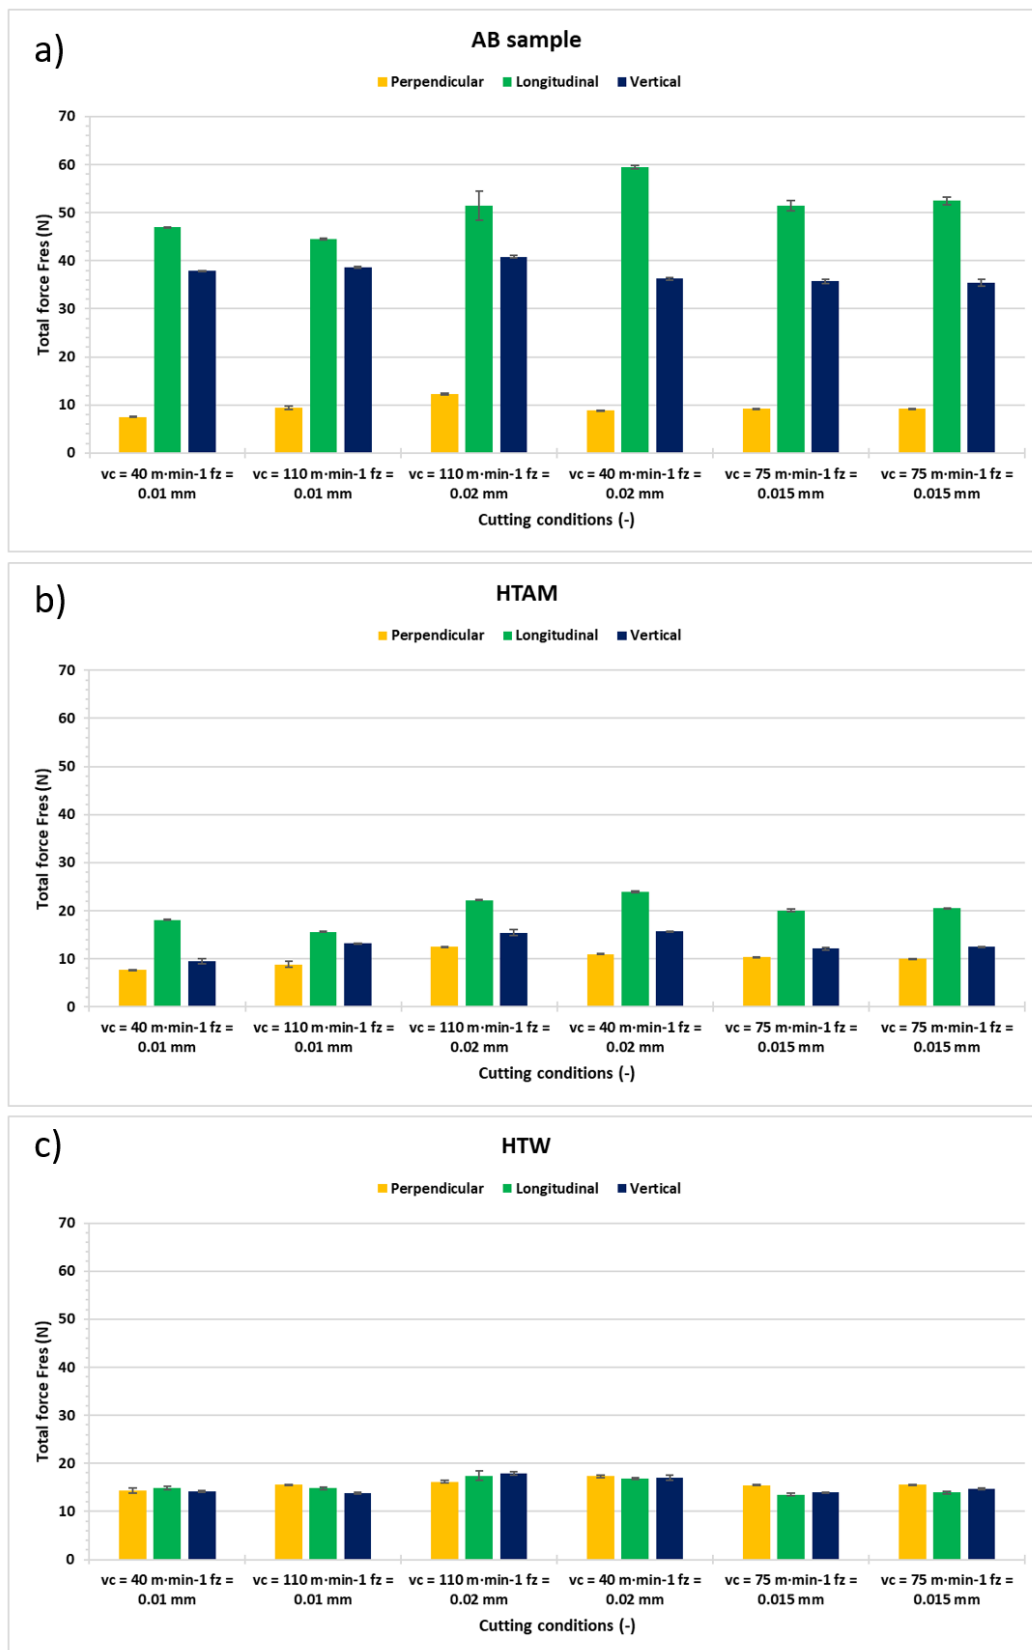 a)
AB sample
Perpendicular Longitudinal Vertical
Total force Fres (N)
70
60
50
40
30
20
10
0
vc = 40 m·min-1 fz = vc = 110 m·min-1 fz = vc = 110 m·min-1 fz = vc = 40 m·min-1 fz = vc = 75 m·min-1 fz = vc = 75 m·min-1 fz =
0.01 mm 0.01 mm 0.02 mm 0.02 mm 0.015 mm 0.015 mm
Cutting conditions (-)
b)
HTAM
Perpendicular Longitudinal Vertical
Total force Fres (N)
70
60
50
40
30
20
10
0
vc = 40 m·min-1 fz = vc = 110 m·min-1 fz = vc = 110 m·min-1 fz = vc = 40 m·min-1 fz = vc = 75 m·min-1 fz = vc = 75 m·min-1 fz =
0.01 mm 0.01 mm 0.02 mm 0.02 mm 0.015 mm 0.015 mm
Cutting conditions (-)
c)
HTW
Perpendicular Longitudinal Vertical
Total force Fres (N)
70
60
50
40
30
20
10
0
vc = 40 m·min-1 fz = vc = 110 m·min-1 fz = vc = 110 m·min-1 fz = vc = 40 m·min-1 fz = vc = 75 m·min-1 fz = vc = 75 m·min-1 fz =
0.01 mm 0.01 mm 0.02 mm 0.02 mm 0.015 mm 0.015 mm
Cutting conditions (-)